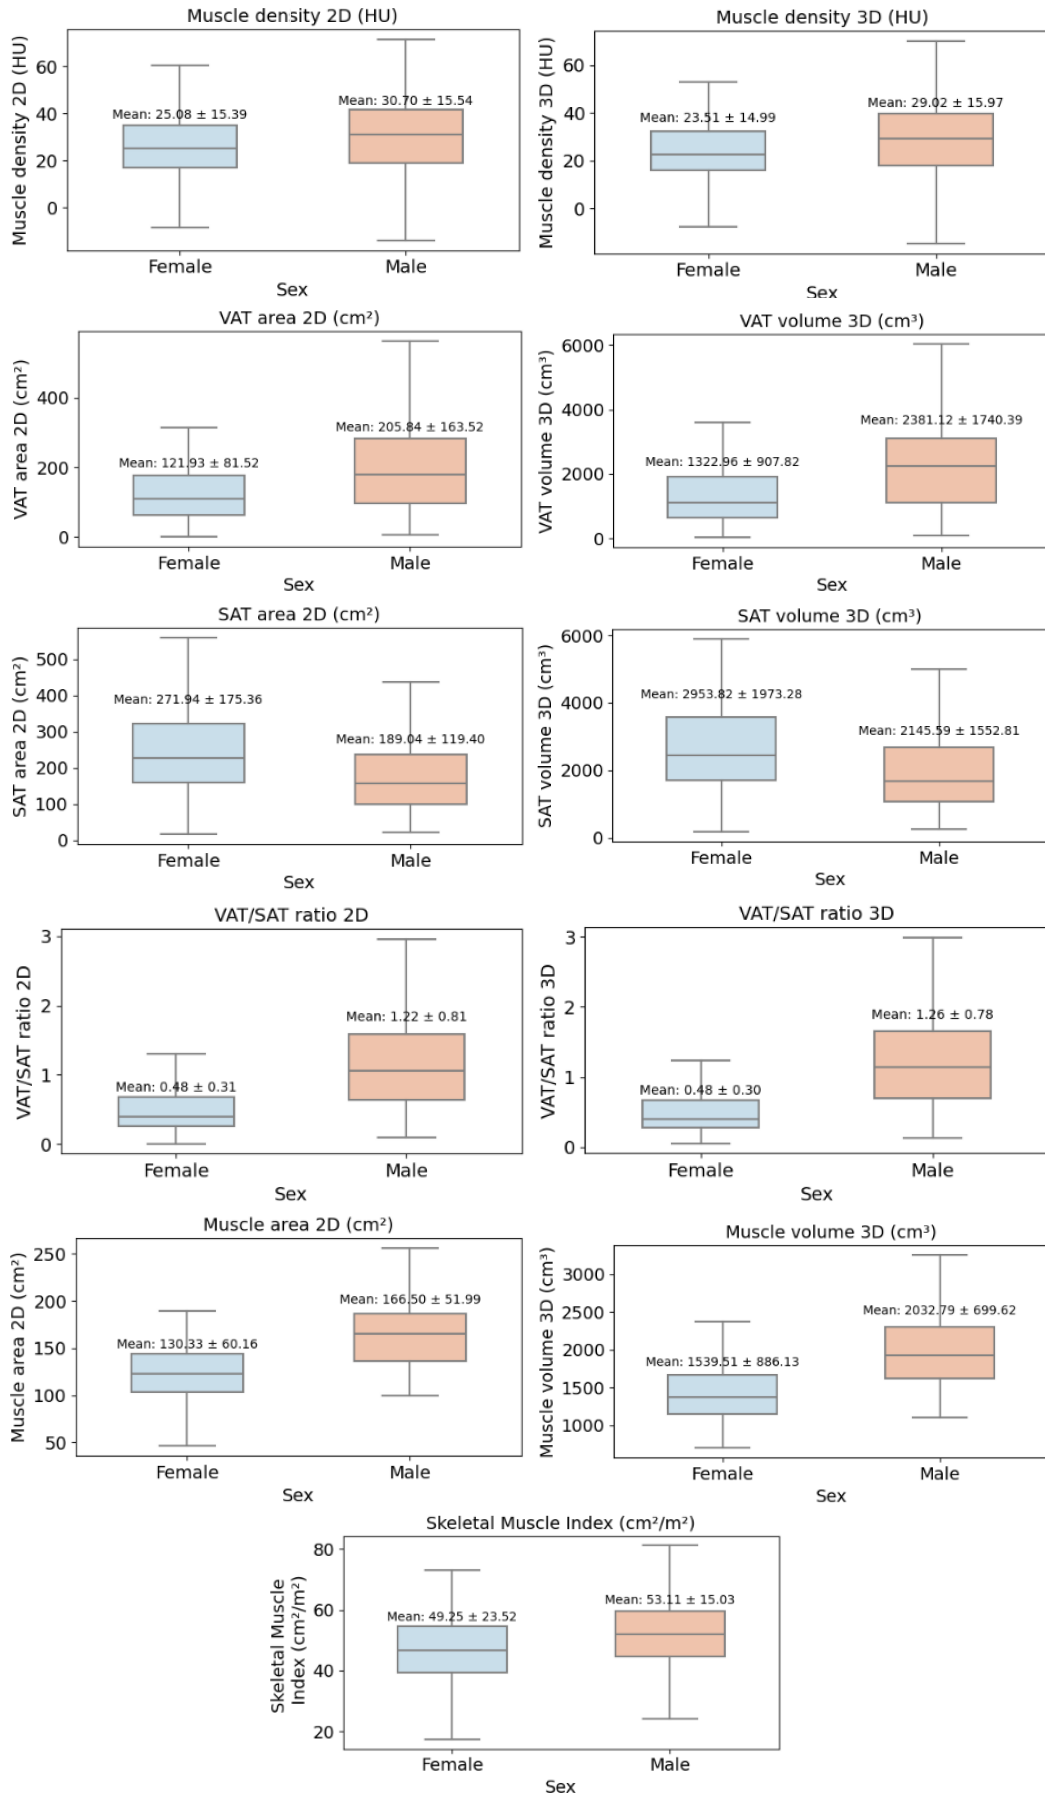 Muscle density 2D (HU)
Muscle density 2D (HU)
60
40
20
0
Mean: 25.08 ± 15.39
Mean: 30.70 ± 15.54
Female
Male
Sex
Muscle density 3D (HU)
Muscle density 3D (HU)
60
40
20
0
Mean: 23.51 ± 14.99
Mean: 29.02 ± 15.97
Female
Male
Sex
VAT area 2D (cm²)
VAT area 2D (cm²)
400
200
0
Mean: 121.93 ± 81.52
Mean: 205.84 ± 163.52
Female
Male
Sex
VAT volume 3D (cm³)
VAT volume 3D (cm³)
6000
4000
2000
0
Mean: 1322.96 ± 907.82
Mean: 2381.12 ± 1740.39
Female
Male
Sex
SAT area 2D (cm²)
SAT area 2D (cm²)
500
400
300
200
100
0
Mean: 271.94 ± 175.36
Mean: 189.04 ± 119.40
Female
Male
Sex
SAT volume 3D (cm³)
SAT volume 3D (cm³)
6000
4000
2000
0
Mean: 2953.82 ± 1973.28
Mean: 2145.59 ± 1552.81
Female
Male
Sex
VAT/SAT ratio 2D
VAT/SAT ratio 2D
3
2
1
0
Mean: 0.48 ± 0.31
Mean: 1.22 ± 0.81
Female
Male
Sex
VAT/SAT ratio 3D
VAT/SAT ratio 3D
3
2
1
0
Mean: 0.48 ± 0.30
Mean: 1.26 ± 0.78
Female
Male
Sex
Muscle area 2D (cm²)
Muscle area 2D (cm²)
250
200
150
100
50
Mean: 130.33 ± 60.16
Mean: 166.50 ± 51.99
Female
Male
Sex
Muscle volume 3D (cm³)
Muscle volume 3D (cm³)
3000
2500
2000
1500
1000
Mean: 1539.51 ± 886.13
Mean: 2032.79 ± 699.62
Female
Male
Sex
Skeletal Muscle Index (cm²/m²)
Skeletal Muscle
Index (cm²/m²)
80
60
40
20
Mean: 49.25 ± 23.52
Mean: 53.11 ± 15.03
Female
Male
Sex